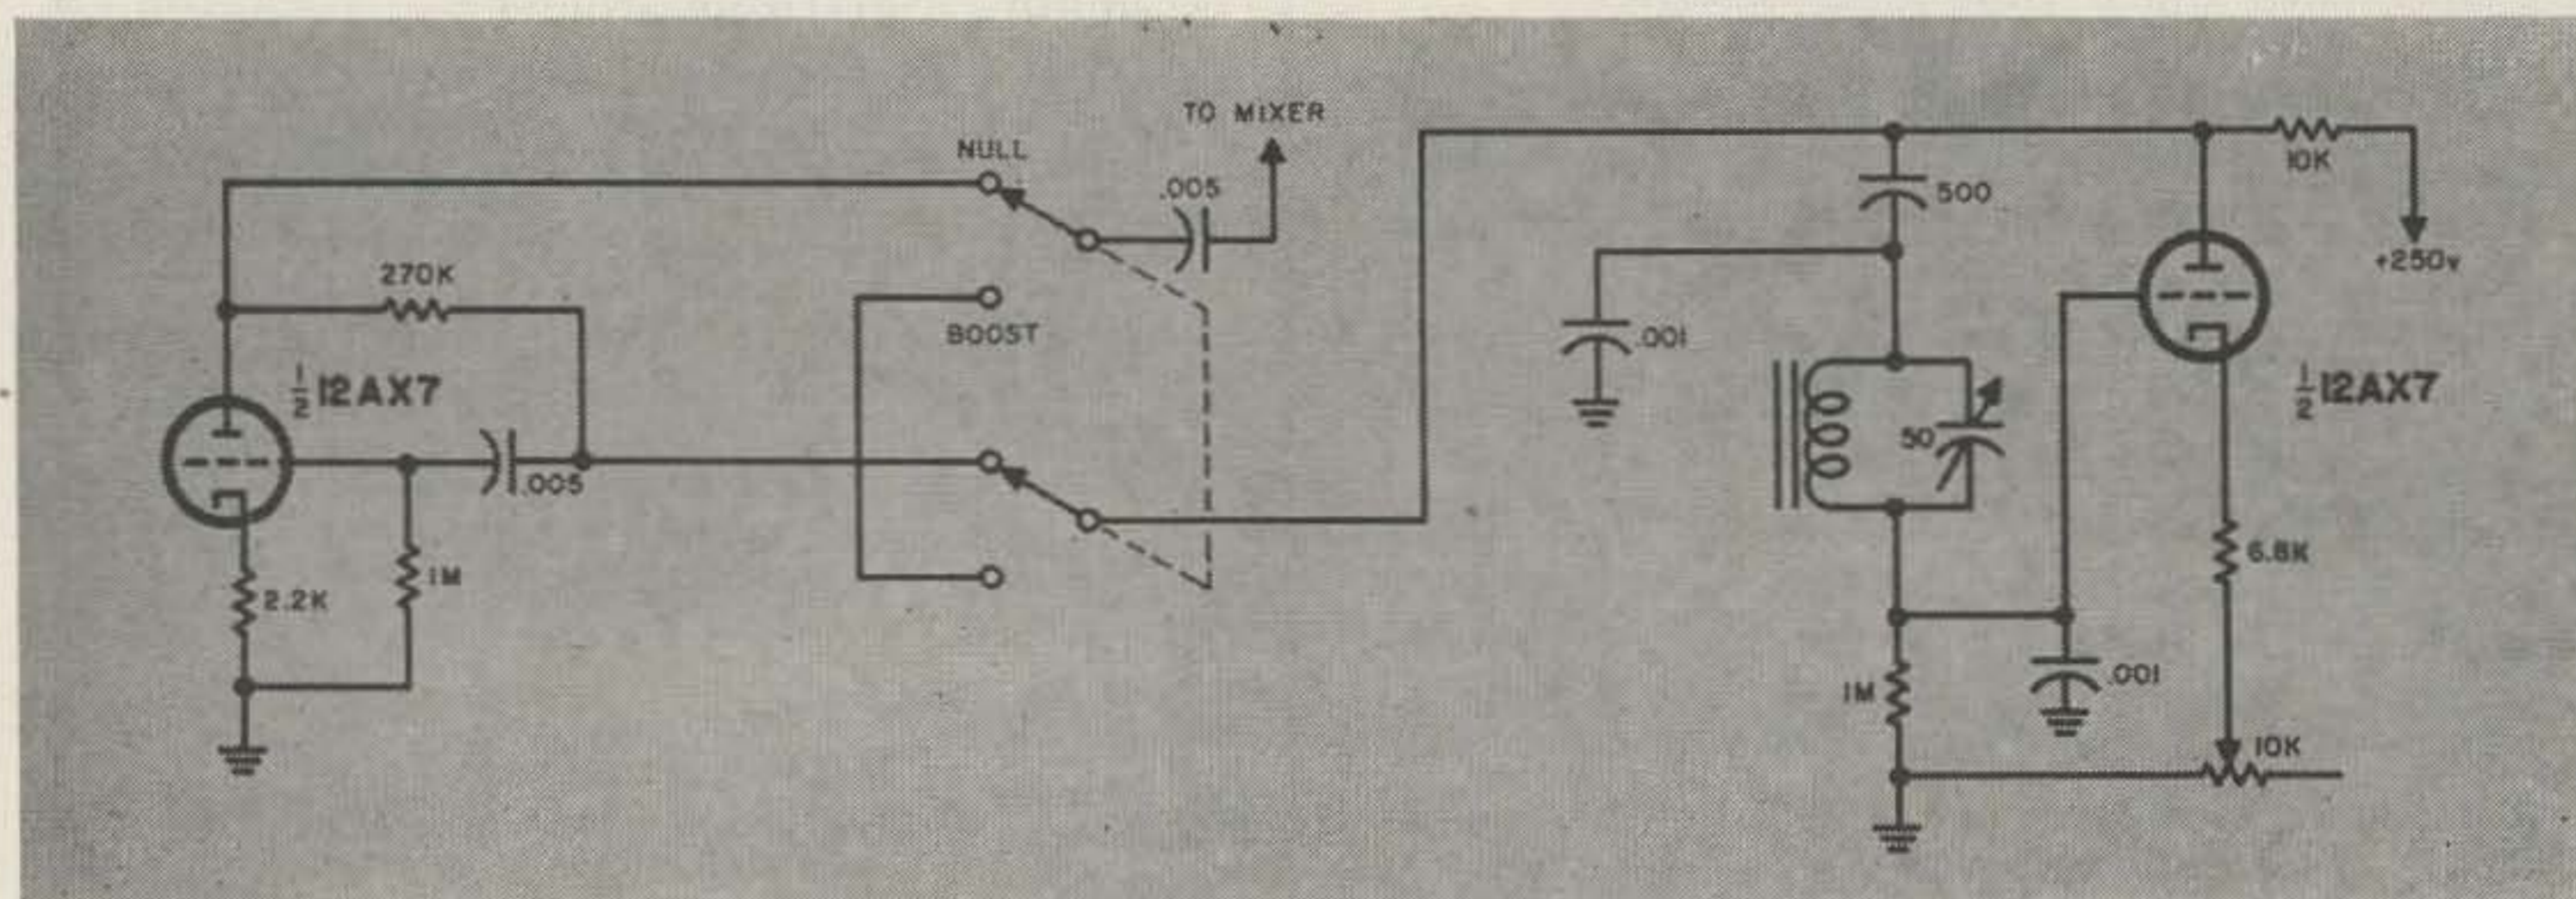 TO MIXER
NULL
.005
10K
500
+250v
270K
BOOST
.001
½ 12AX7
½ 12AX7
50
.005
6.8K
1M
2.2K
1M
.001
10K